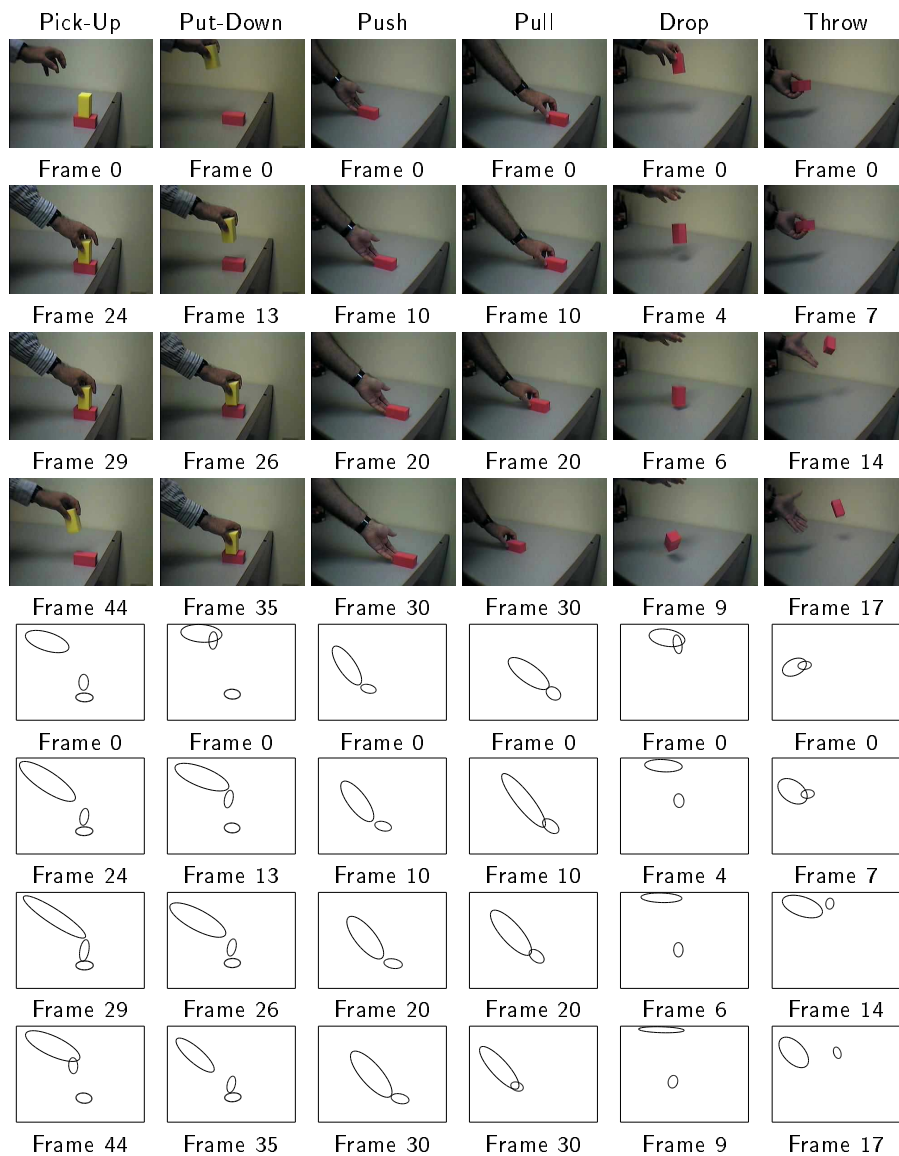 Pick-Up Put-Down Push Pull Drop Throw
Frame 0 Frame 0 Frame 0 Frame 0 Frame 0 Frame 0
Frame 24 Frame 13 Frame 10 Frame 10 Frame 4 Frame 7
Frame 29 Frame 26 Frame 20 Frame 20 Frame 6 Frame 14
Frame 44 Frame 35 Frame 30 Frame 30 Frame 9 Frame 17
Frame 0 Frame 0 Frame 0 Frame 0 Frame 0 Frame 0
Frame 24 Frame 13 Frame 10 Frame 10 Frame 4 Frame 7
Frame 29 Frame 26 Frame 20 Frame 20 Frame 6 Frame 14
Frame 44 Frame 35 Frame 30 Frame 30 Frame 9 Frame 17